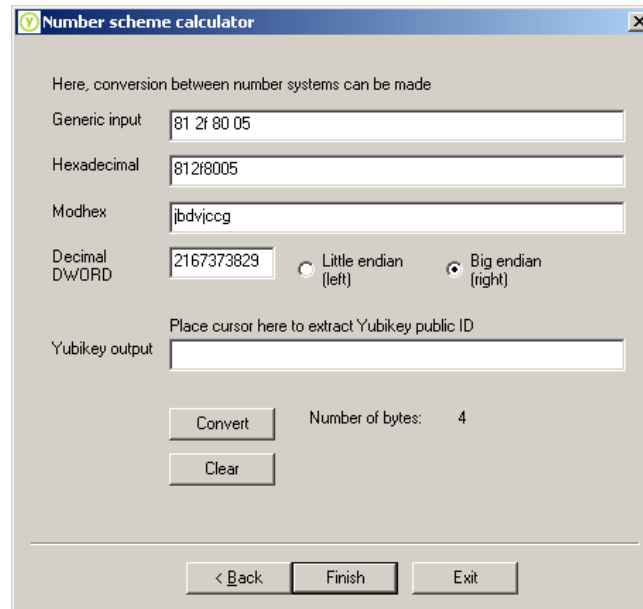 Number scheme calculator
Here, conversion between number systems can be made
Generic input 81 2f 80 05
Hexadecimal 812f8005
Modhex jbdvjccg
Decimal DWORD 2167373829 Little endian (left) Big endian (right)
Place cursor here to extract Yubikey public ID
Yubikey output
Convert Number of bytes: 4
Clear
< Back Finish Exit